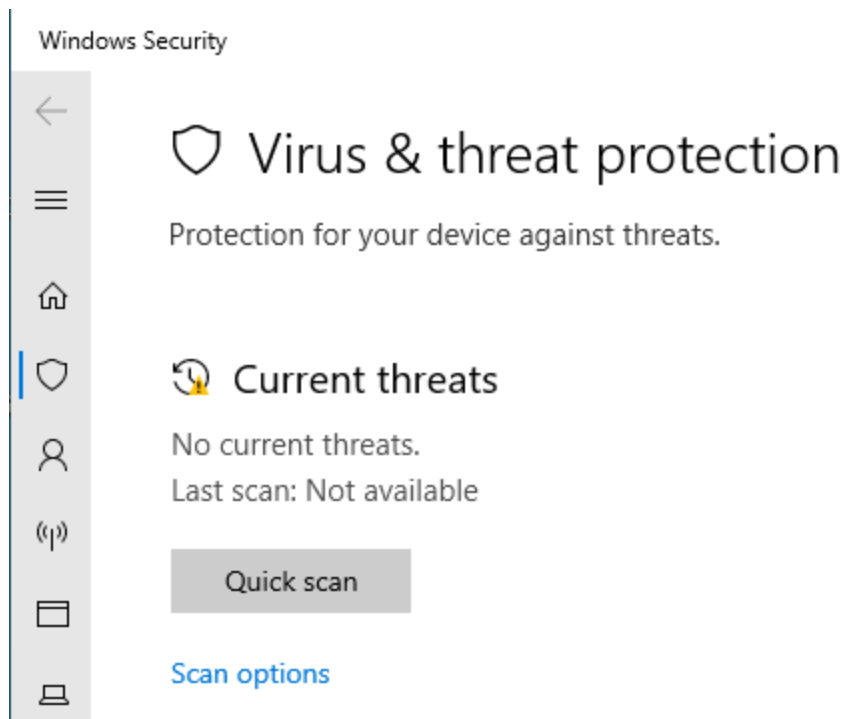 Windows Security
Virus & threat protection
Protection for your device against threats.
Current threats
No current threats.
Last scan: Not available
Quick scan
Scan options